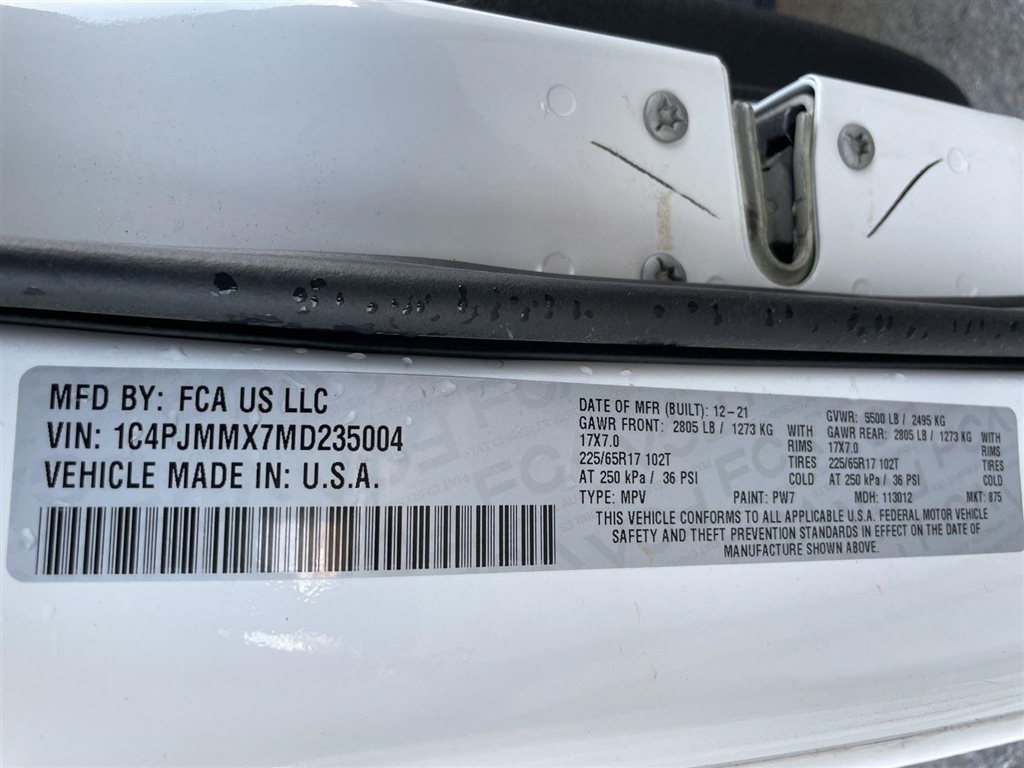 MFD BY: FCA US LLC
VIN: 1C4PJMMX7MD235004
VEHICLE MADE IN: U.S.A.
DATE OF MFR (BUILT): 12-21 GVWR: 5500 LB / 2495 KG
GAWR FRONT: 2805 LB / 1273 KG WITH GAWR REAR: 2805 LB / 1273 KG WITH
17X7.0 RIMS 17X7.0 RIMS
225/65R17 102T TIRES 225/65R17 102T TIRES
AT 250 kPa / 36 PSI COLD AT 250 kPa / 36 PSI COLD
TYPE: MPV PAINT: PW7 MDH: 113012 MKT: 875
THIS VEHICLE CONFORMS TO ALL APPLICABLE U.S.A. FEDERAL MOTOR VEHICLE
SAFETY AND THEFT PREVENTION STANDARDS IN EFFECT ON THE DATE OF
MANUFACTURE SHOWN ABOVE.